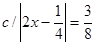 c / |2x - 1/4| = 3/8